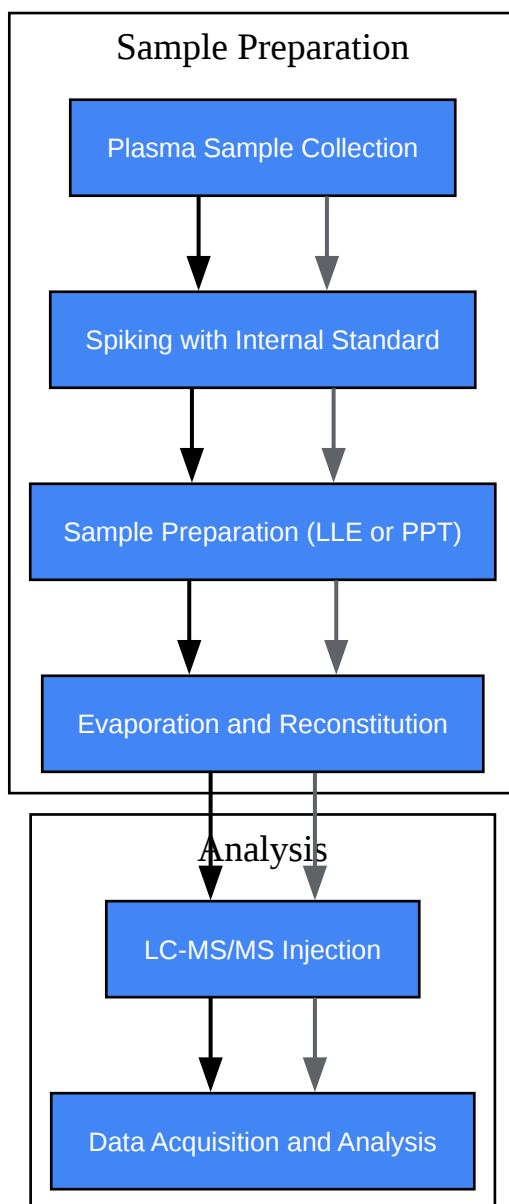 Sample Preparation
Plasma Sample Collection
Spiking with Internal Standard
Sample Preparation (LLE or PPT)
Evaporation and Reconstitution
Analysis
LC-MS/MS Injection
Data Acquisition and Analysis